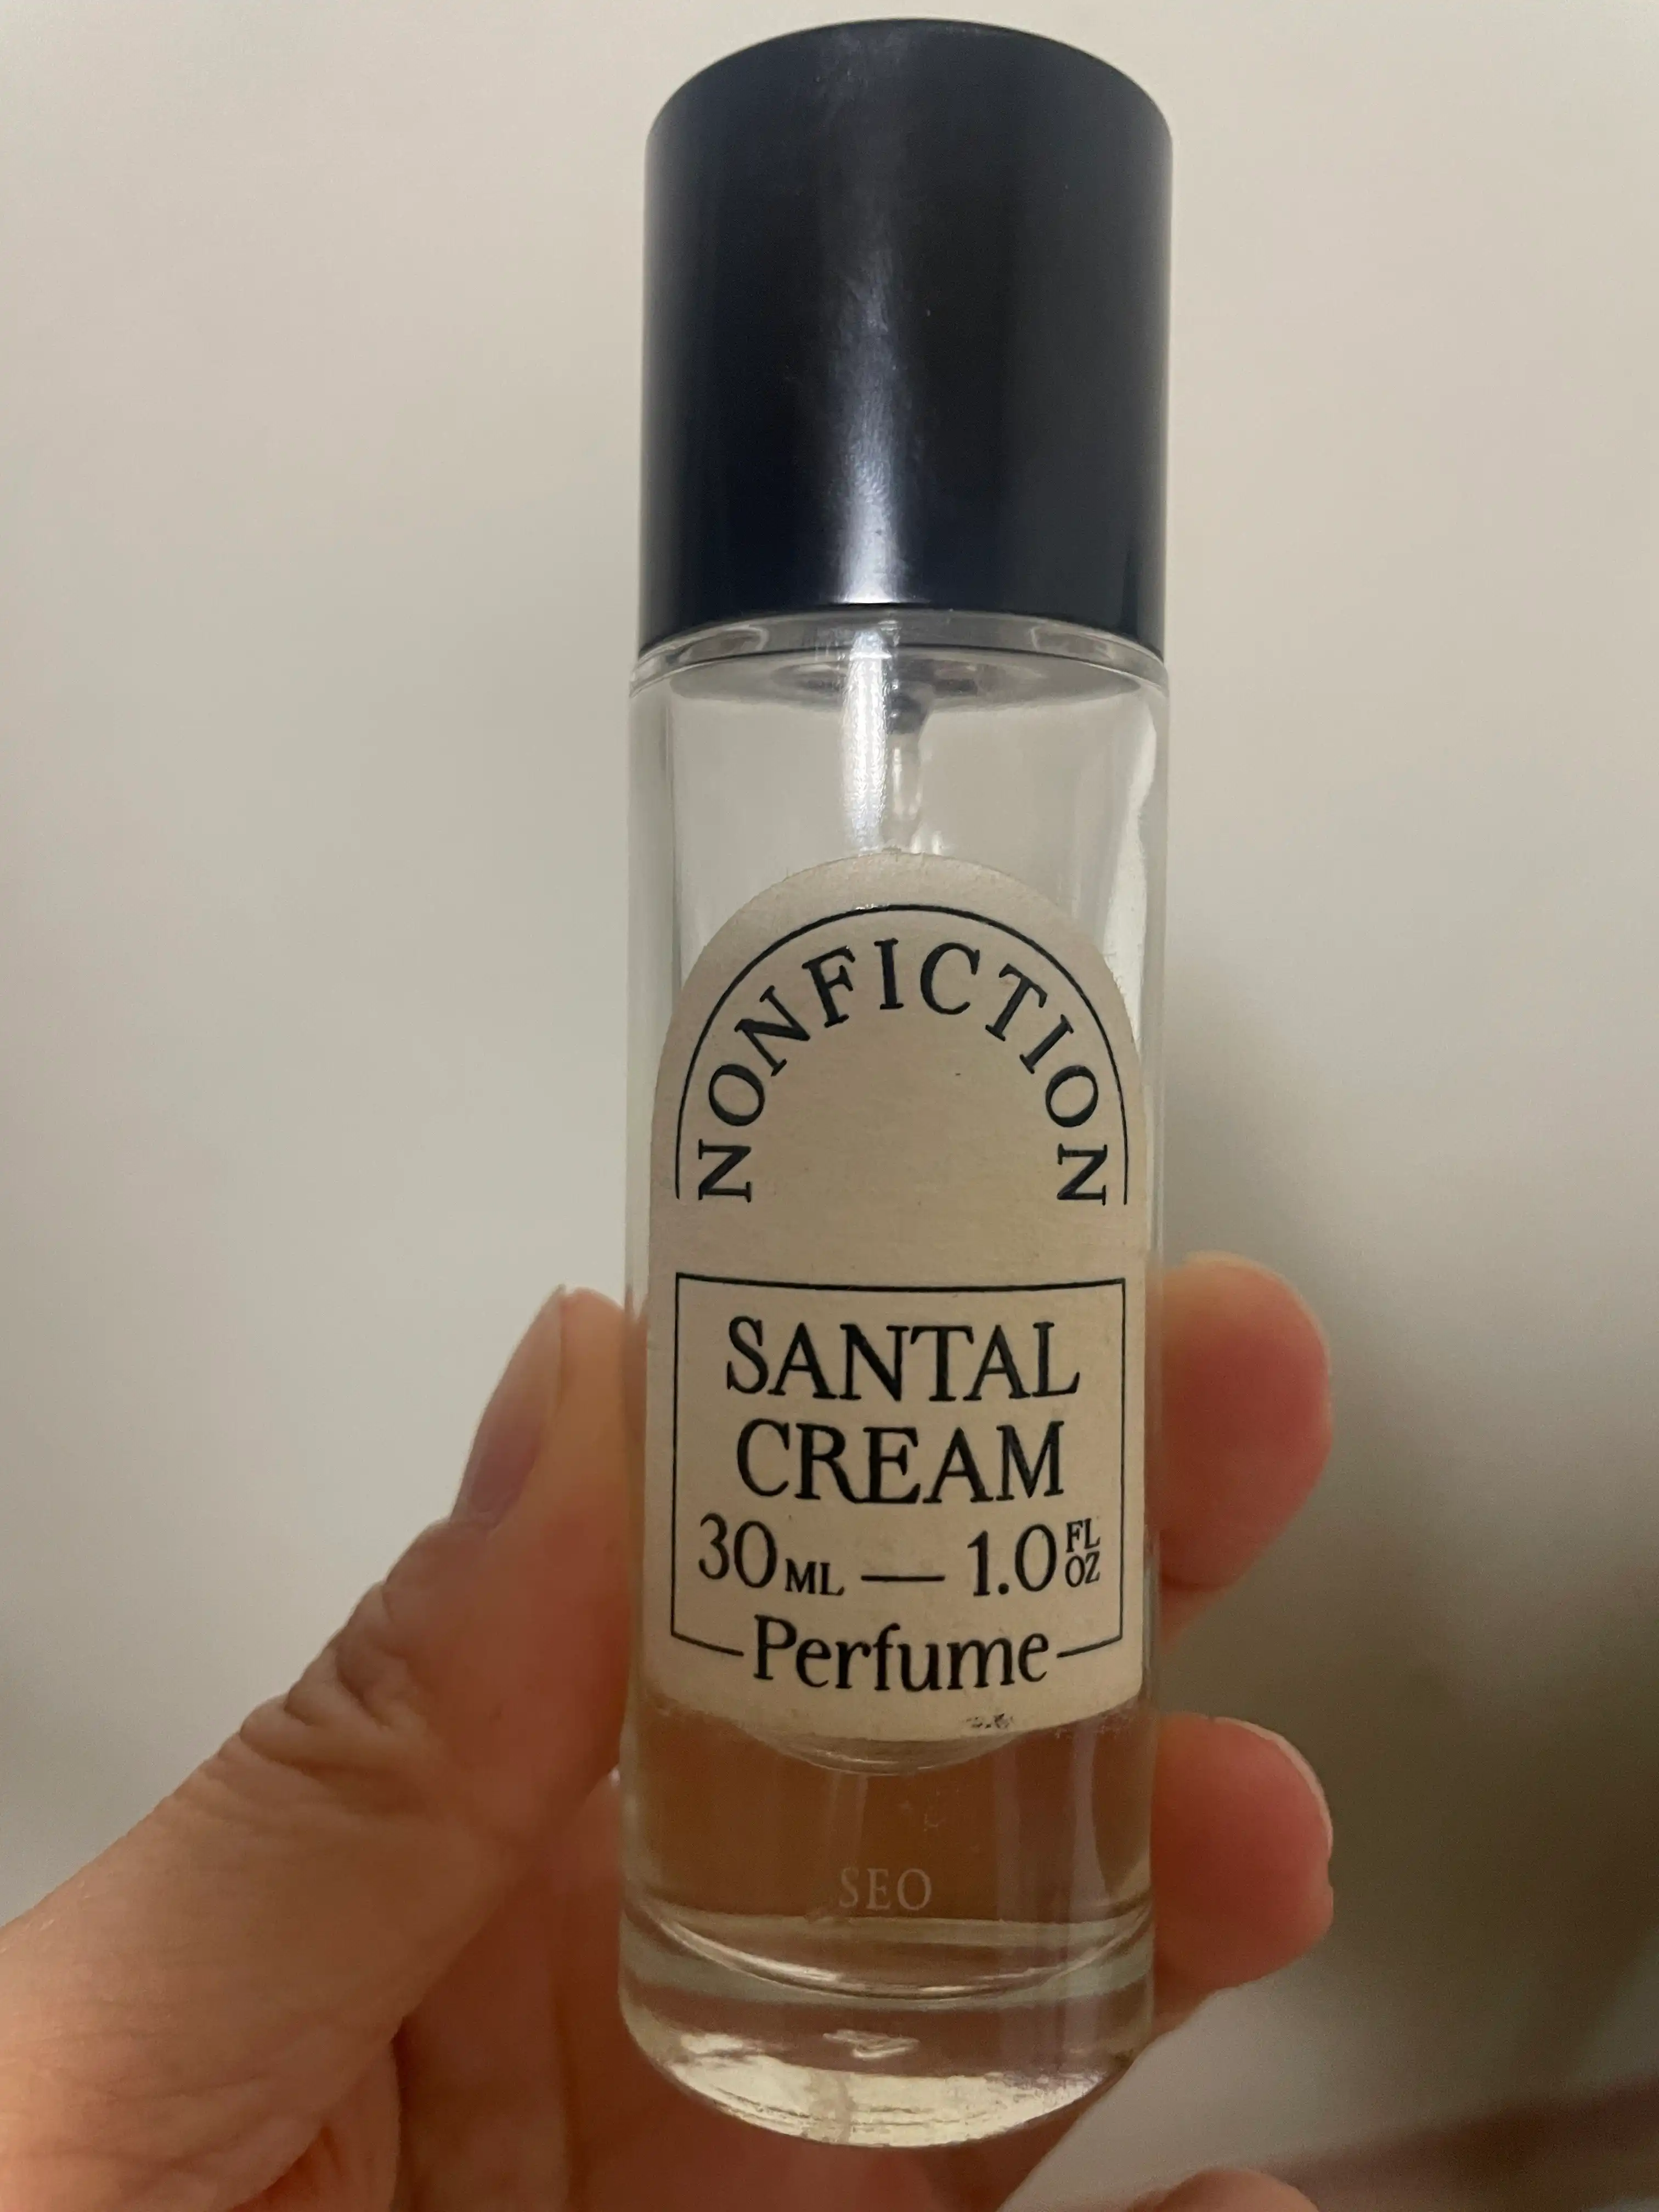 NONFICTION
SANTAL
CREAM
30ML — 1.0 FL OZ
Perfume
SEO